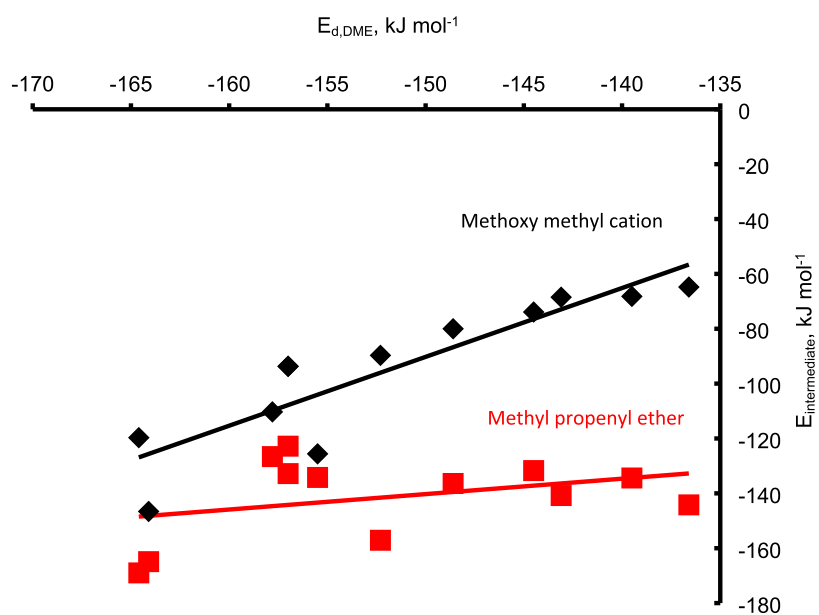 E_d,DME, kJ mol⁻¹
-170 -165 -160 -155 -150 -145 -140 -135
0
-20
Methoxy methyl cation
-40
-60
-80
-100
Methyl propenyl ether
-120
-140
-160
-180
E_intermediate, kJ mol⁻¹